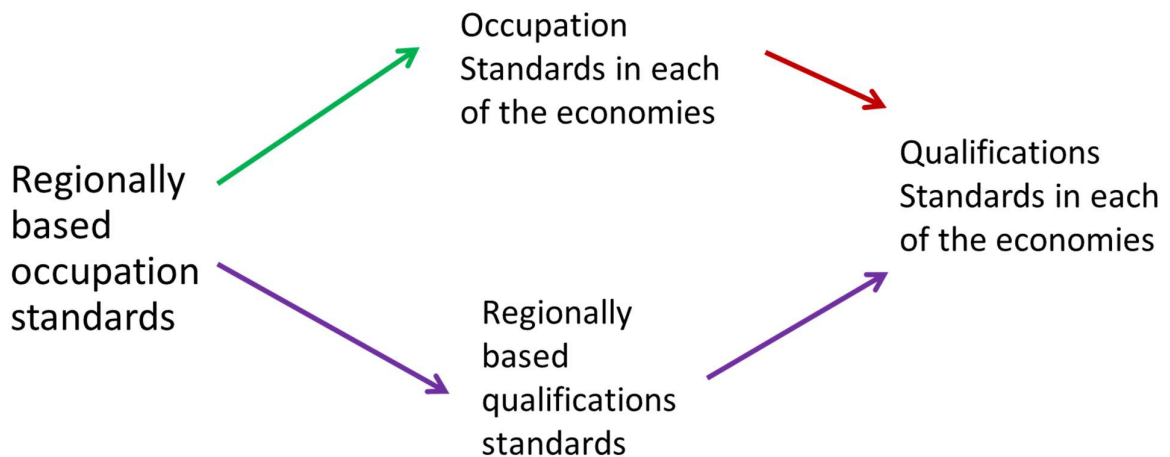 Occupation
Standards in each
of the economies
Regionally
based
occupation
standards
Qualifications
Standards in each
of the economies
Regionally
based
qualifications
standards